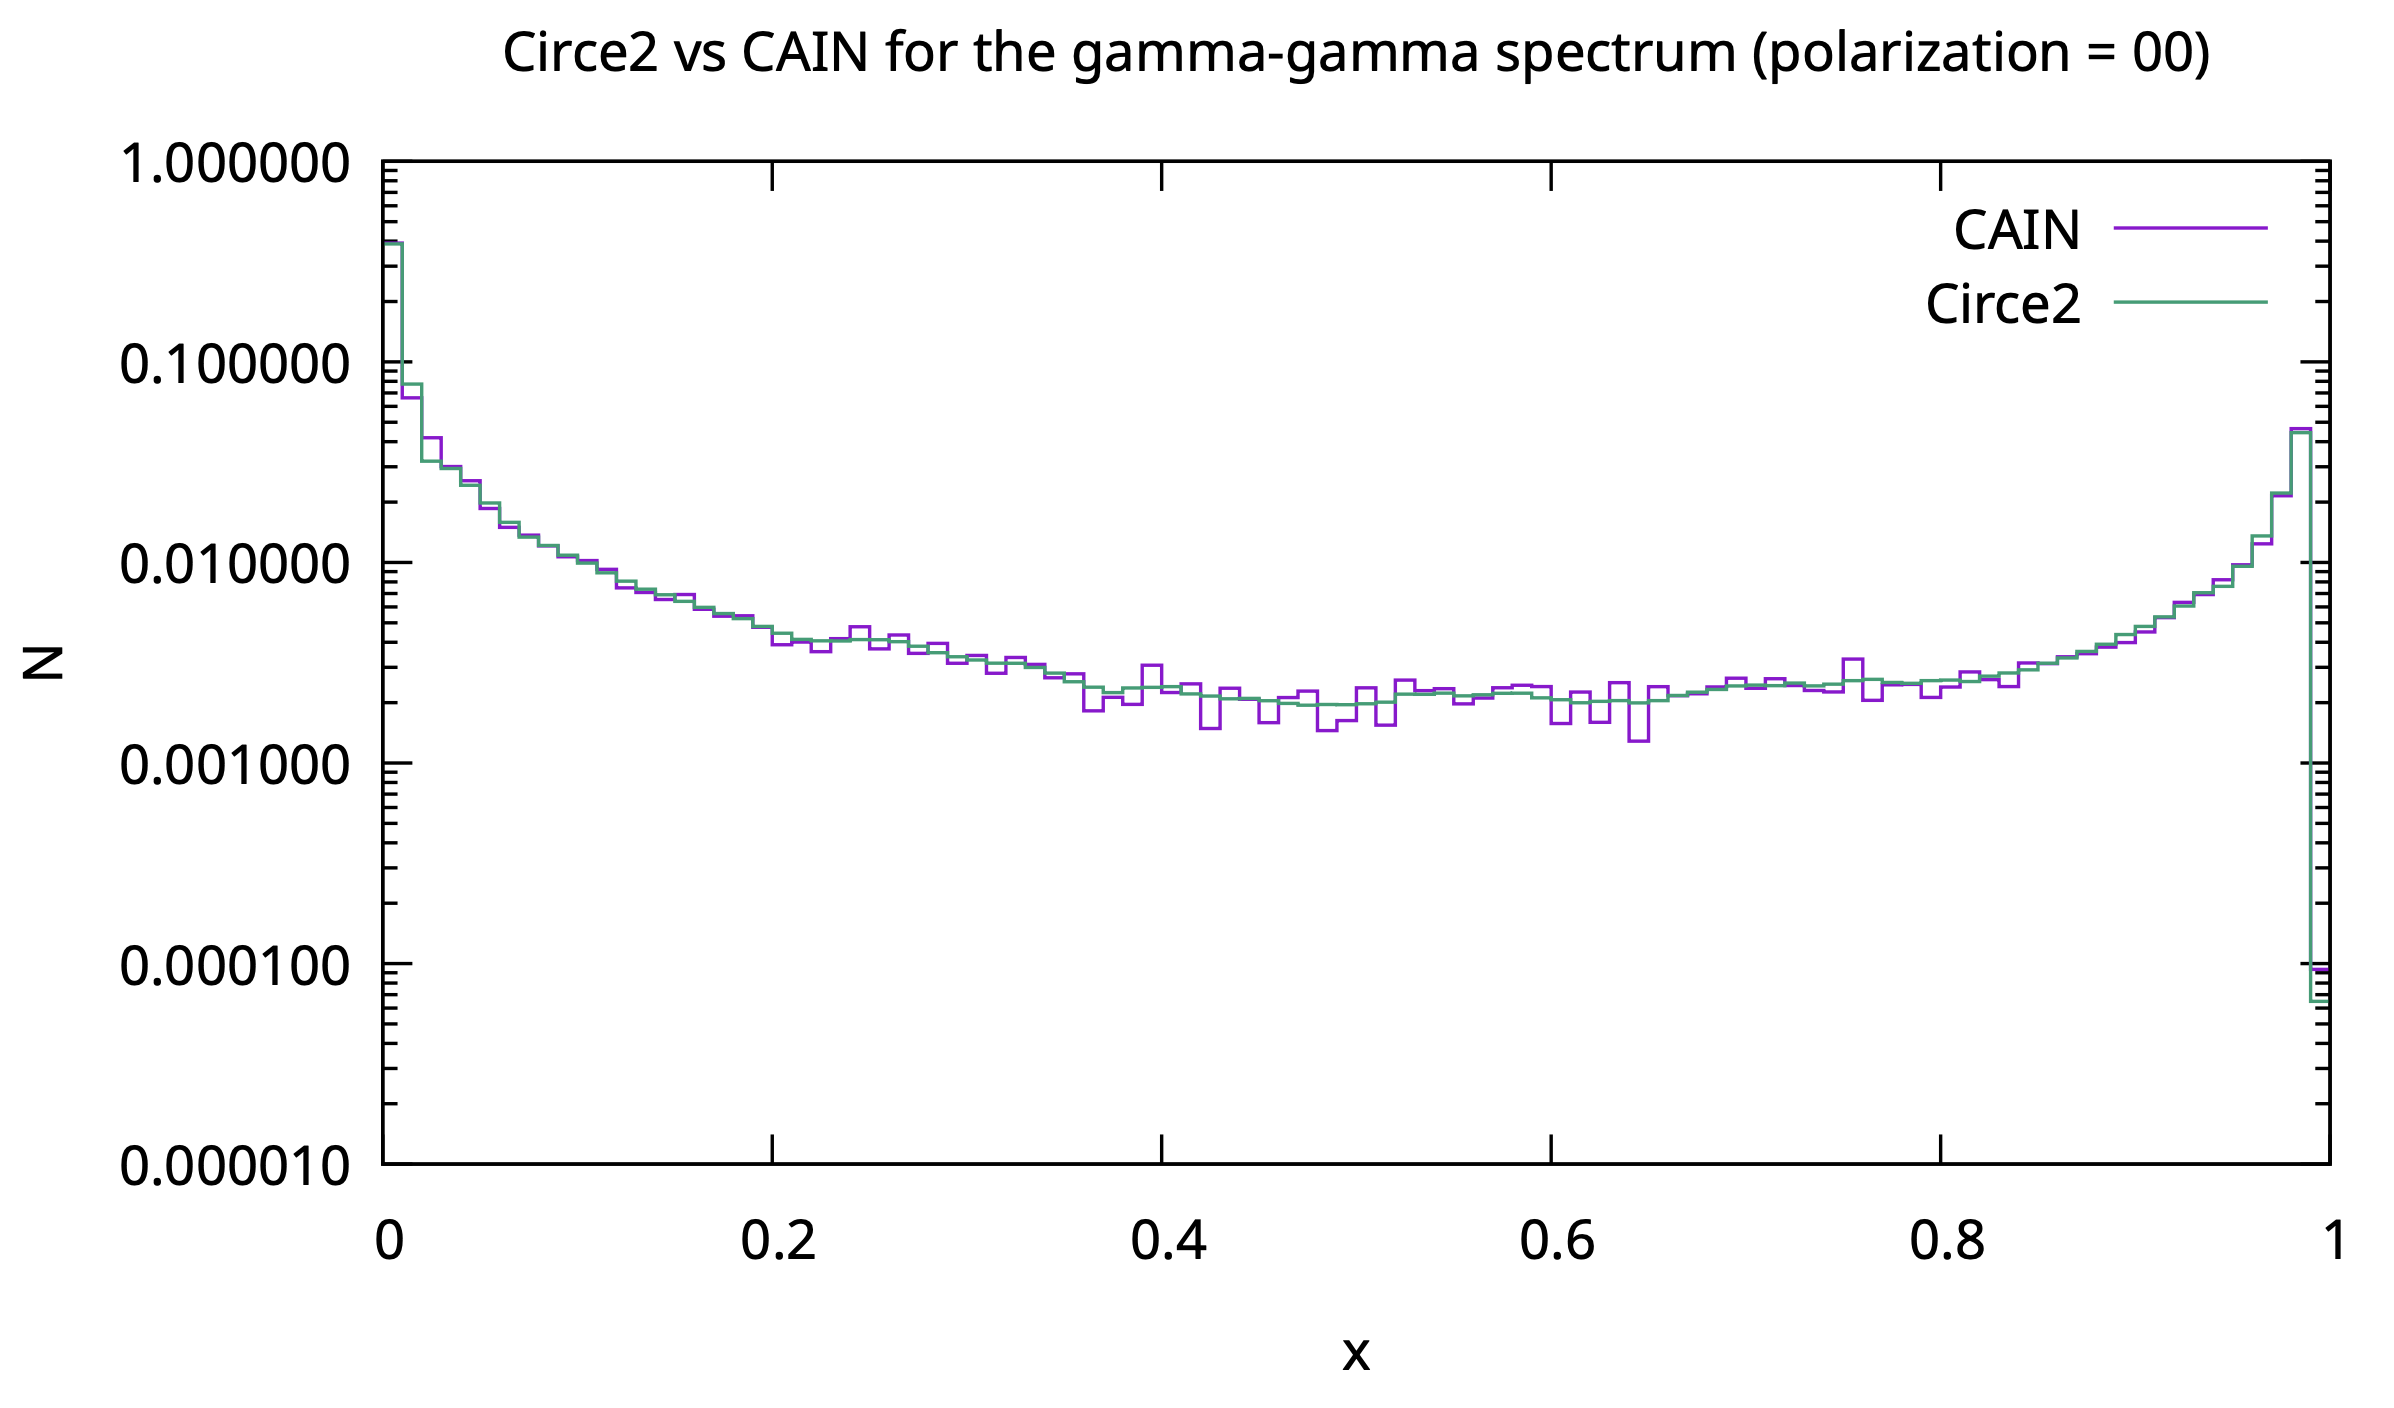 Circe2 vs CAIN for the gamma-gamma spectrum (polarization = 00)
1.000000
0.100000
0.010000
0.001000
0.000100
0.000010
N
CAIN
Circe2
0 0.2 0.4 0.6 0.8 1
x